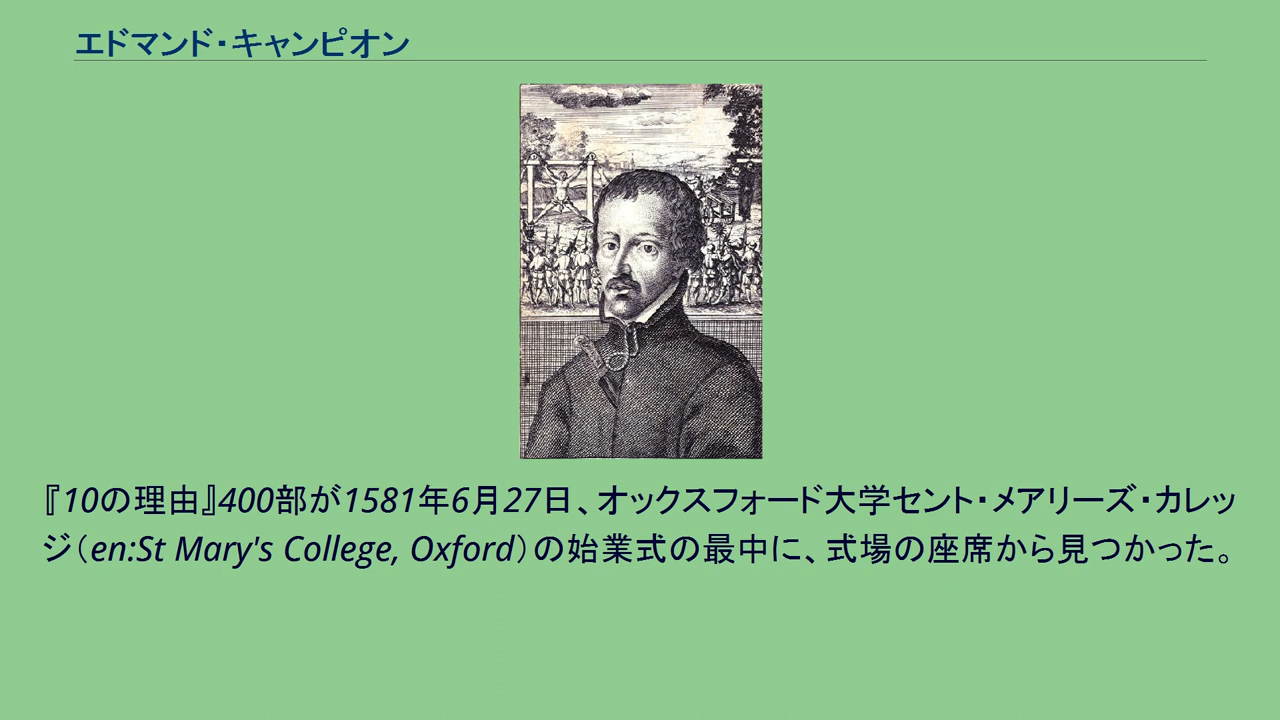 エドマンド・キャンピオン
『10の理由』400部が1581年6月27日、オックスフォード大学セント・メアリーズ・カレッ
ジ（en:St Mary's College, Oxford）の始業式の最中に、式場の座席から見つかった。